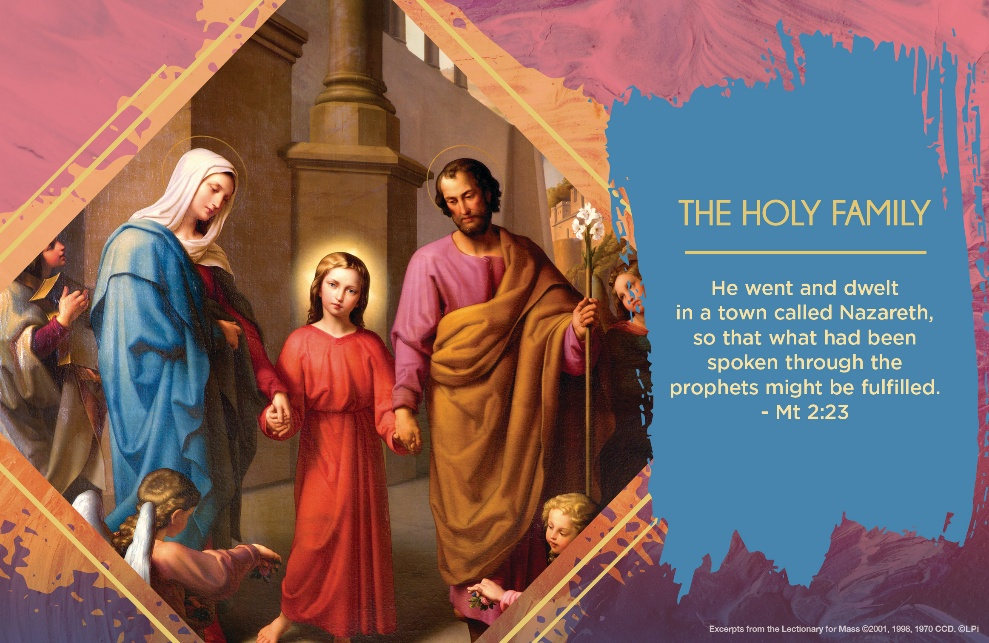 THE HOLY FAMILY
He went and dwelt
in a town called Nazareth,
so that what had been
spoken through the
prophets might be fulfilled.
- Mt 2:23
Excerpts from the Lectionary for Mass ©2001, 1998, 1970 CCD. ©LPi